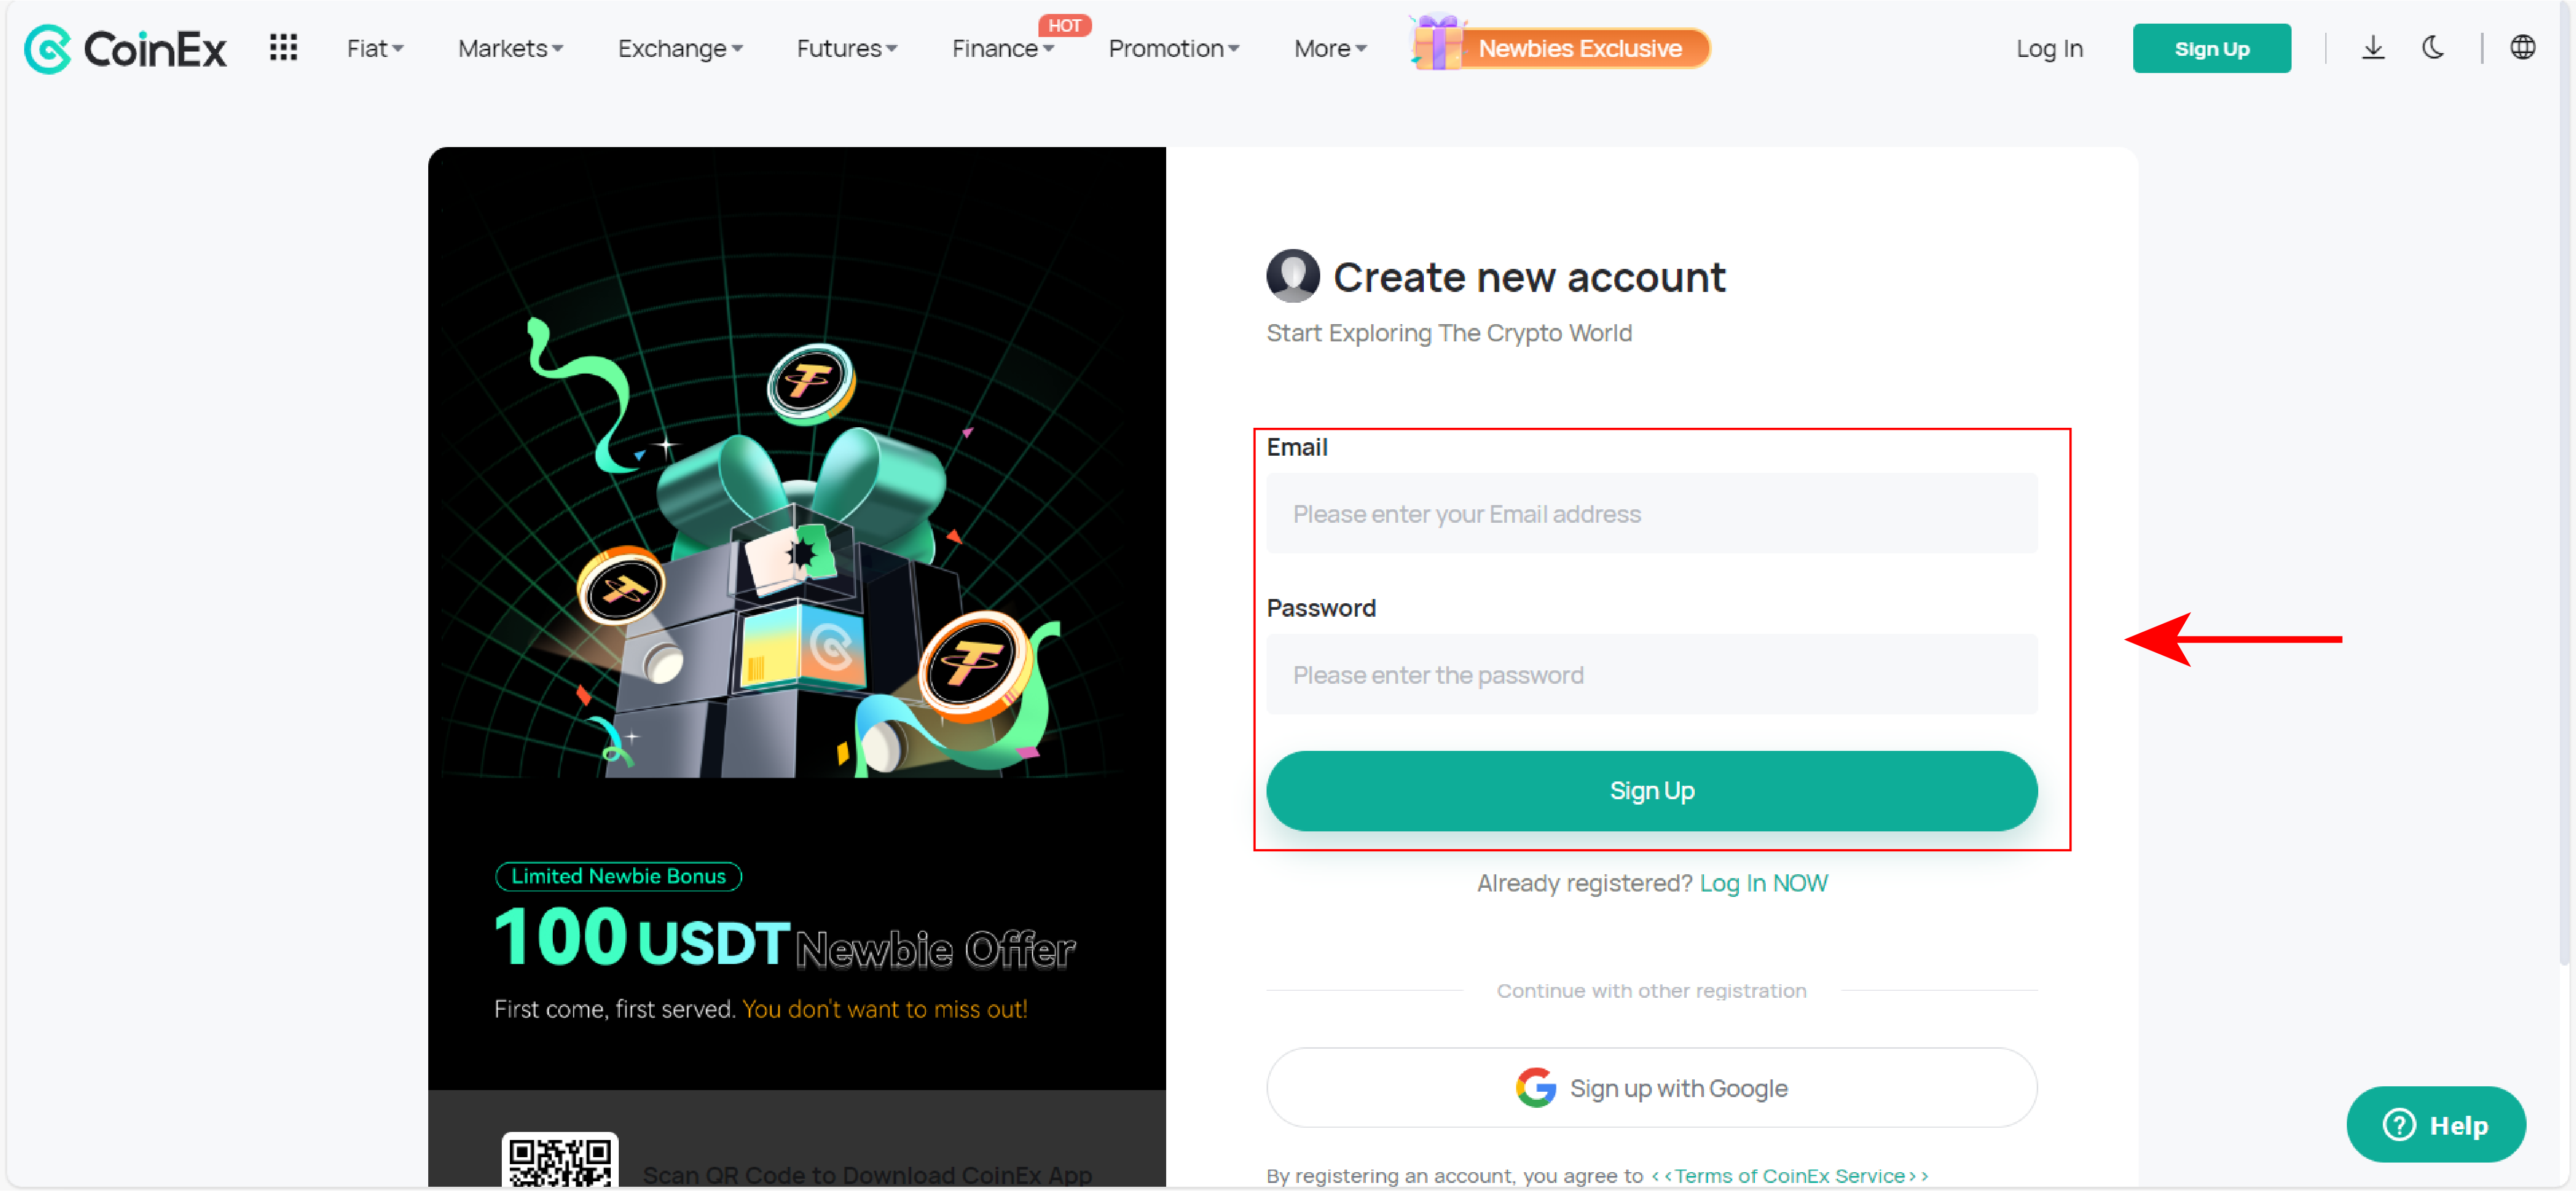 CoinEx
Fiat
Markets
Exchange
Futures
Finance
HOT
Promotion
More
Newbies Exclusive
Log In
Sign Up
Create new account
Start Exploring The Crypto World
Email
Please enter your Email address
Password
Please enter the password
Sign Up
Already registered? Log In NOW
Continue with other registration
Sign up with Google
By registering an account, you agree to <<Terms of CoinEx Service>>
Limited Newbie Bonus
100 USDT Newbie Offer
First come, first served. You don't want to miss out!
Scan QR Code to Download CoinEx App
Help